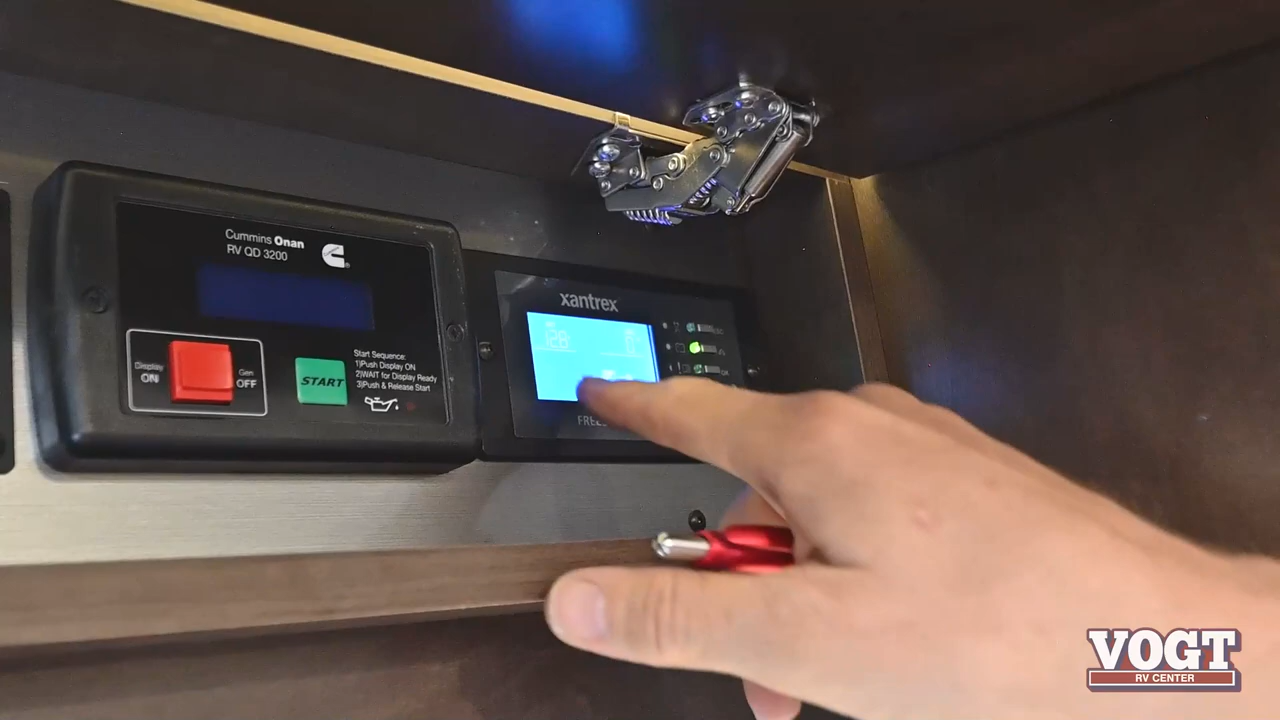 Cummins Onan
RV QD 3200
Display
ON
Gen
OFF
START
Start Sequence:
1)Push Display ON
2)WAIT for Display Ready
3)Push & Release Start
xantrex
VOGT
RV CENTER